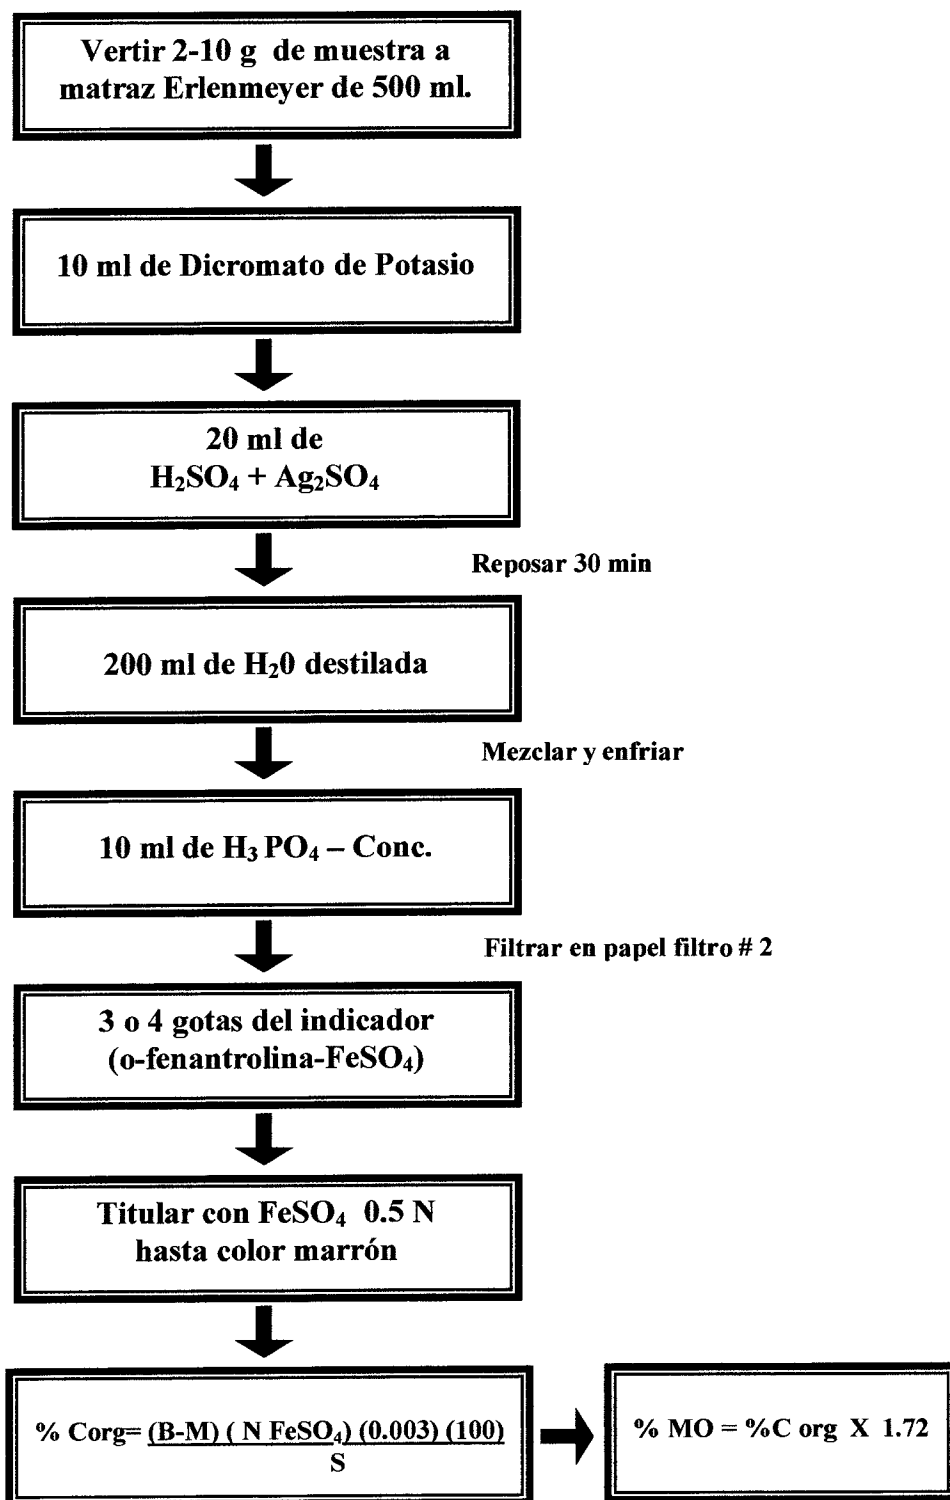 Vertir 2-10 g de muestra a
matraz Erlenmeyer de 500 ml.
10 ml de Dicromato de Potasio
20 ml de
H₂SO₄ + Ag₂SO₄
Reposar 30 min
200 ml de H₂0 destilada
Mezclar y enfriar
10 ml de H₃ PO₄ – Conc.
Filtrar en papel filtro # 2
3 o 4 gotas del indicador
(o-fenantrolina-FeSO₄)
Titular con FeSO₄ 0.5 N
hasta color marrón
% Corg= (B-M) ( N FeSO₄) (0.003) (100)
S
% MO = %C org X 1.72